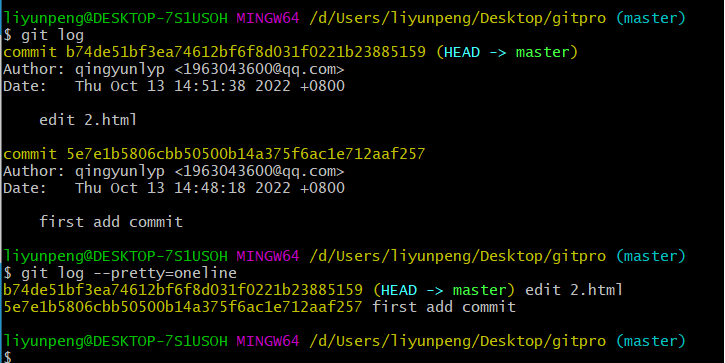 liyunpeng@DESKTOP-7S1USOH MINGW64 /d/Users/liyunpeng/Desktop/gitpro (master)
$ git log
commit b74de51bf3ea74612bf6f8d031f0221b23885159 (HEAD -> master)
Author: qingyunlyp <1963043600@qq.com>
Date:   Thu Oct 13 14:51:38 2022 +0800
    edit 2.html
commit 5e7e1b5806cbb50500b14a375f6ac1e712aaf257
Author: qingyunlyp <1963043600@qq.com>
Date:   Thu Oct 13 14:48:18 2022 +0800
    first add commit
liyunpeng@DESKTOP-7S1USOH MINGW64 /d/Users/liyunpeng/Desktop/gitpro (master)
$ git log --pretty=oneline
b74de51bf3ea74612bf6f8d031f0221b23885159 (HEAD -> master) edit 2.html
5e7e1b5806cbb50500b14a375f6ac1e712aaf257 first add commit
liyunpeng@DESKTOP-7S1USOH MINGW64 /d/Users/liyunpeng/Desktop/gitpro (master)
$